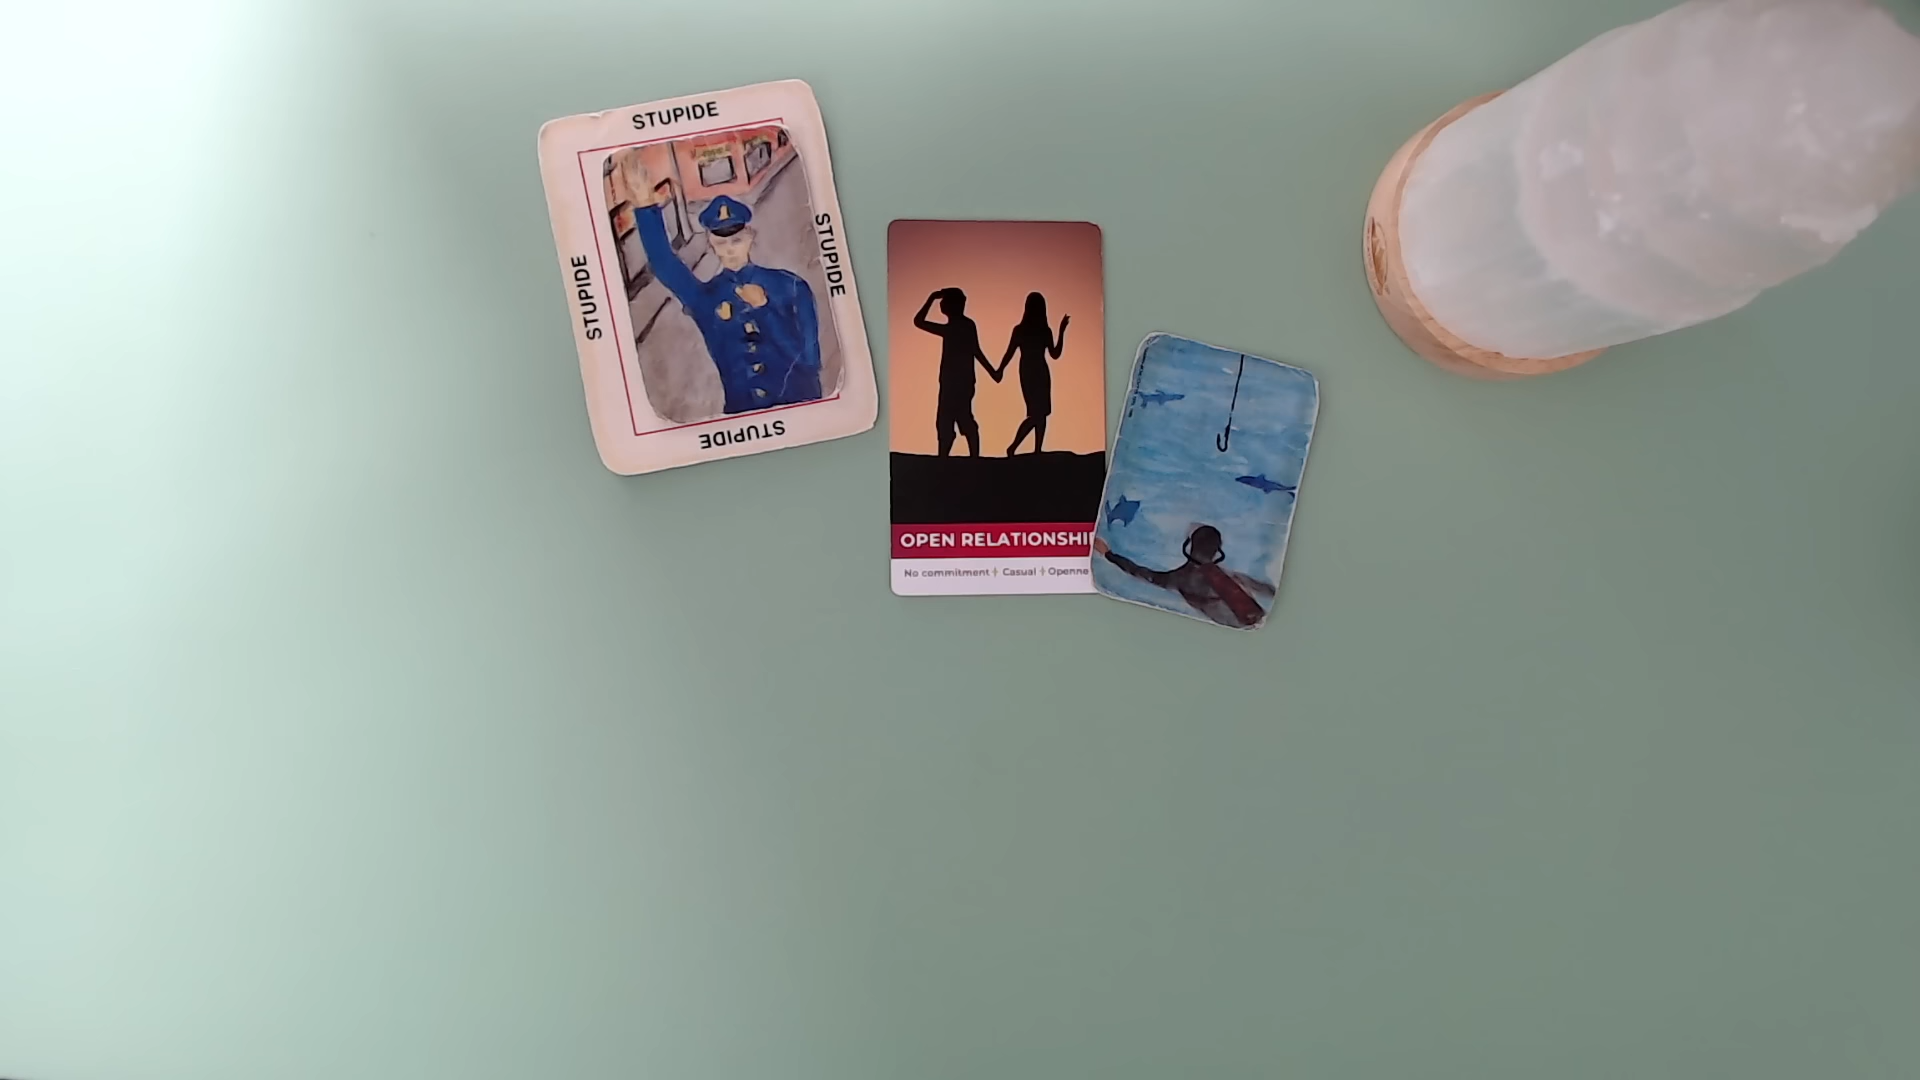 STUPIDE
STUPIDE
STUPIDE
STUPIDE
OPEN RELATIONSHI
No commitment + Casual + Openne